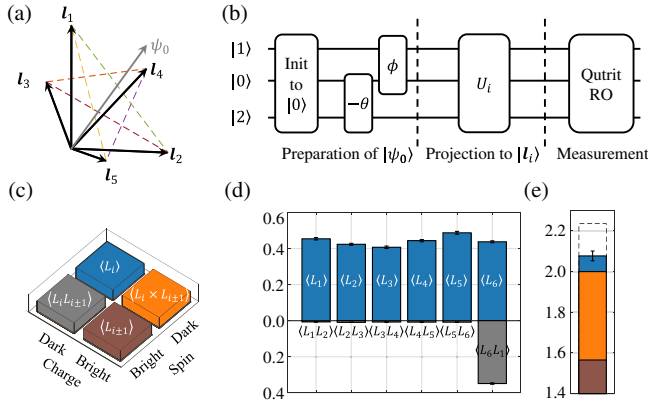 (a)
l₁
ψ₀
l₃
l₄
l₂
l₅
(b)
|1⟩
|0⟩
|2⟩
Init
to
|0⟩
−θ
ϕ
Uᵢ
Qutrit
RO
Preparation of |ψ₀⟩
Projection to |lᵢ⟩
Measurement
(c)
⟨Lᵢ⟩
⟨LᵢLᵢ±₁⟩
⟨Lᵢ × Lᵢ±₁⟩
⟨Lᵢ±₁⟩
Dark
Bright
Charge
Bright
Dark
Spin
(d)
0.6
0.4
0.2
0.0
0.2
0.4
⟨L₁⟩
⟨L₂⟩
⟨L₃⟩
⟨L₄⟩
⟨L₅⟩
⟨L₆⟩
⟨L₁L₂⟩
⟨L₂L₃⟩
⟨L₃L₄⟩
⟨L₄L₅⟩
⟨L₅L₆⟩
⟨L₆L₁⟩
(e)
2.2
2.0
1.8
1.6
1.4